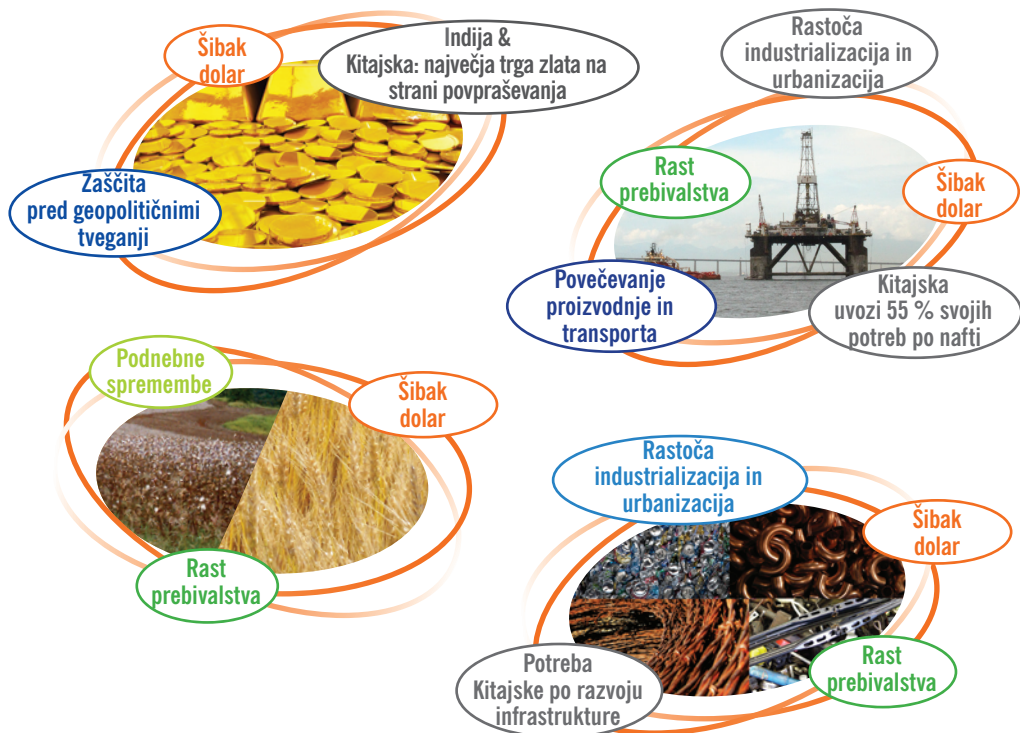 Šibak
dolar
Indija &
Kitajska: največja trga zlata na
strani povpraševanja
Zaščita
pred geopolitičnimi
tveganji
Rastoča
industrializacija in
urbanizacija
Rast
prebivalstva
Šibak
dolar
Povečevanje
proizvodnje in
transporta
Kitajska
uvozi 55 % svojih
potreb po nafti
Podnebne
spremembe
Šibak
dolar
Rast
prebivalstva
Rastoča
industrializacija in
urbanizacija
Šibak
dolar
Potreba
Kitajske po razvoju
infrastrukture
Rast
prebivalstva